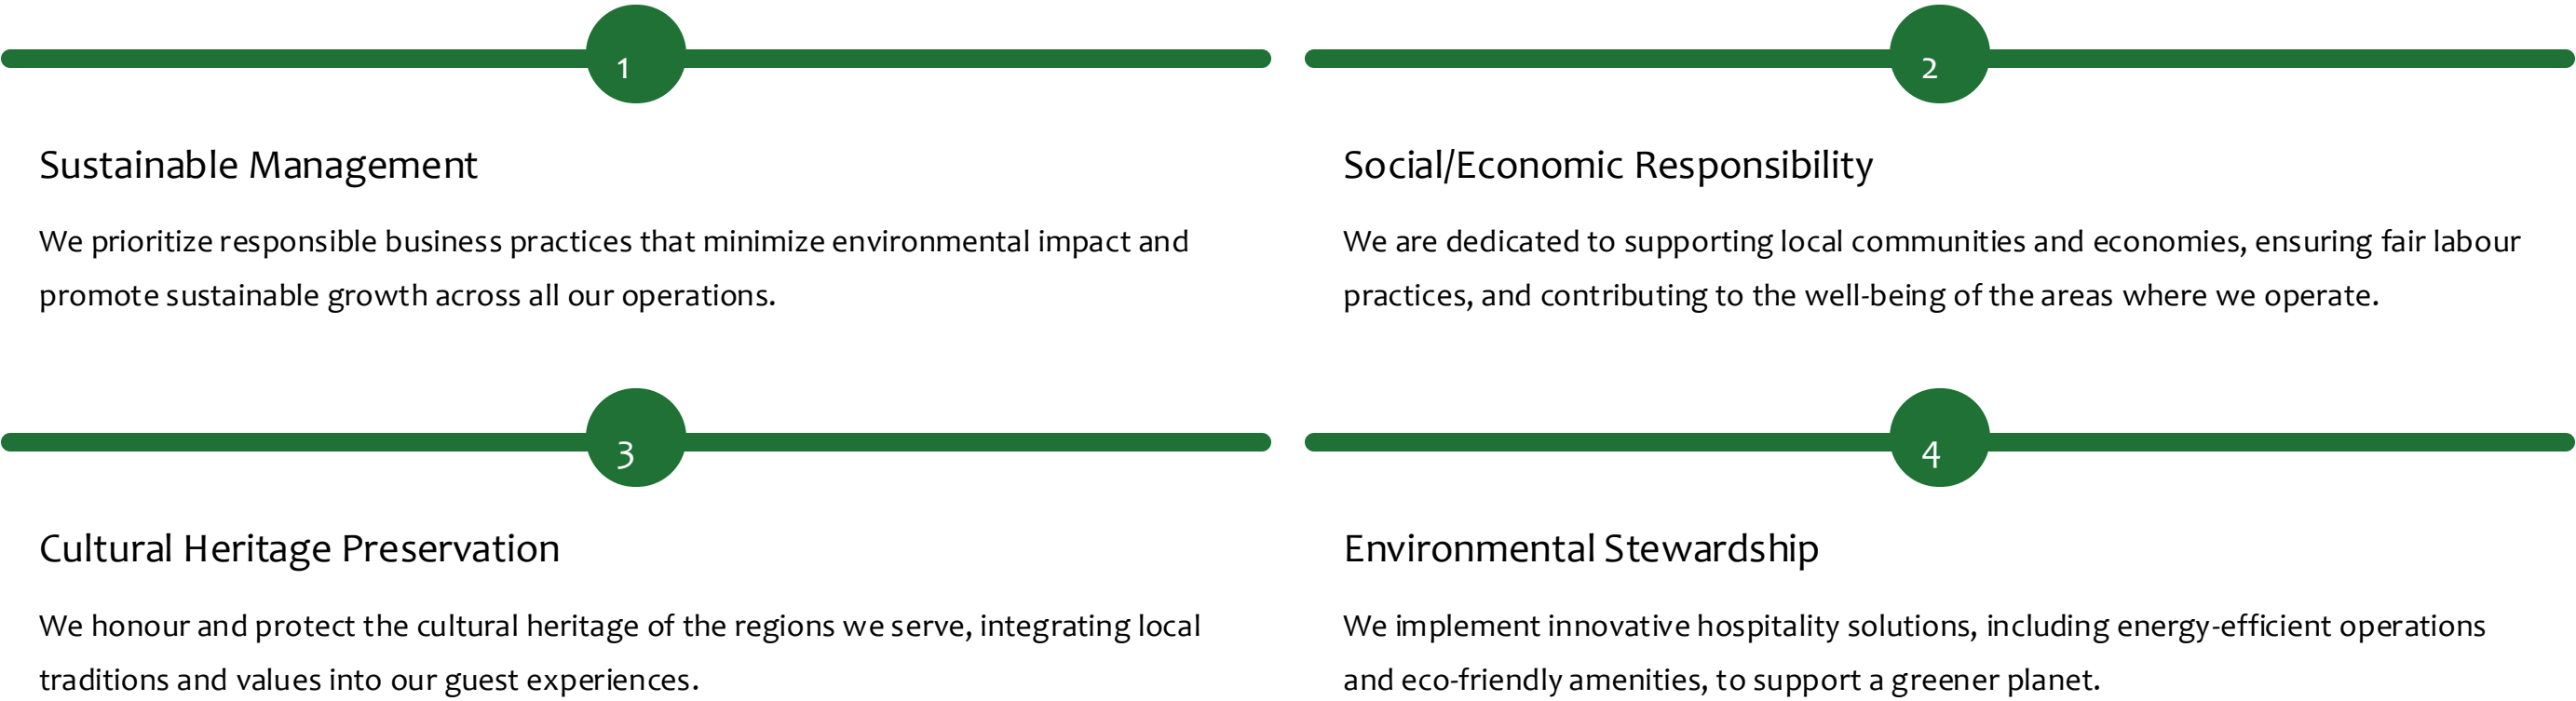 1
Sustainable Management
We prioritize responsible business practices that minimize environmental impact and
promote sustainable growth across all our operations.
2
Social/Economic Responsibility
We are dedicated to supporting local communities and economies, ensuring fair labour
practices, and contributing to the well-being of the areas where we operate.
3
Cultural Heritage Preservation
We honour and protect the cultural heritage of the regions we serve, integrating local
traditions and values into our guest experiences.
4
Environmental Stewardship
We implement innovative hospitality solutions, including energy-efficient operations
and eco-friendly amenities, to support a greener planet.